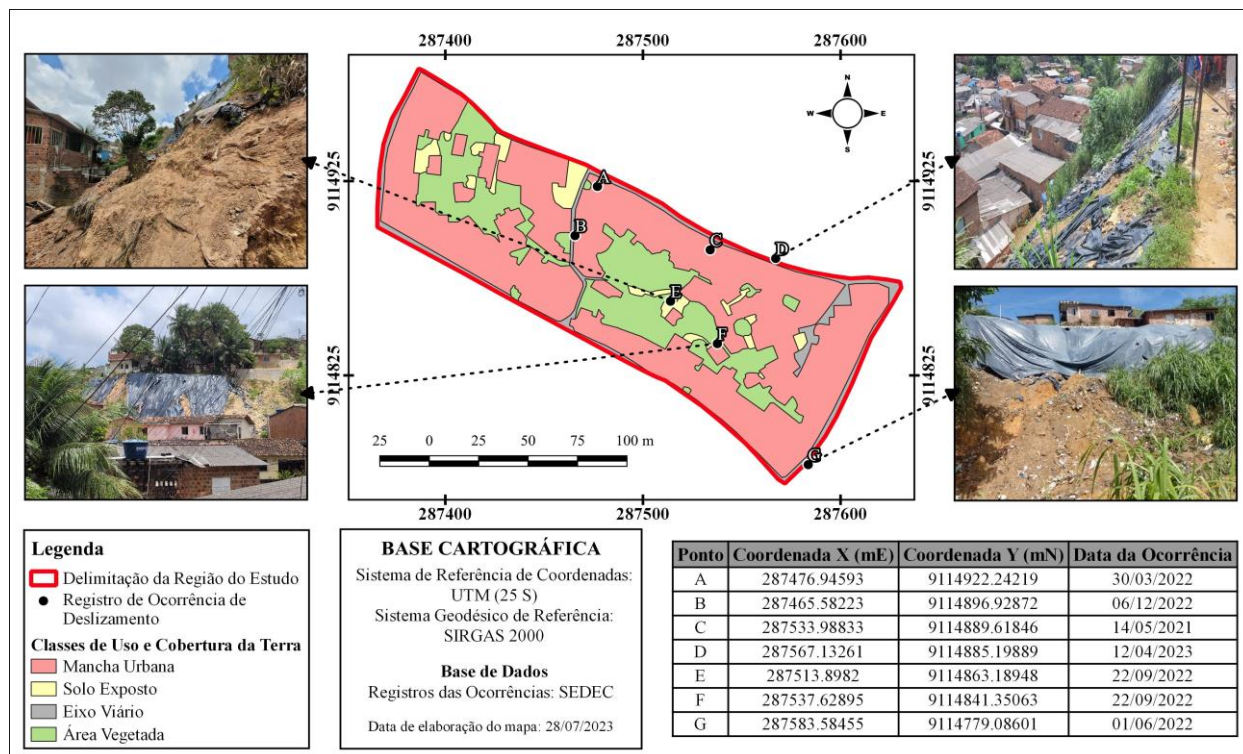 287400 287500 287600
N
W E
S
9114925 9114925
A
B
C
D
E
F
9114825 9114825
25 0 25 50 75 100 m
G
287400 287500 287600
Legenda
Delimitação da Região do Estudo
Registro de Ocorrência de
Deslizamento
Classes de Uso e Cobertura da Terra
Mancha Urbana
Solo Exposto
Eixo Viário
Área Vegetada
BASE CARTOGRÁFICA
Sistema de Referência de Coordenadas:
UTM (25 S)
Sistema Geodésico de Referência:
SIRGAS 2000
Base de Dados
Registros das Ocorrências: SEDEC
Data de elaboração do mapa: 28/07/2023
Ponto Coordenada X (mE) Coordenada Y (mN) Data da Ocorrência
A 287476.94593 9114922.24219 30/03/2022
B 287465.58223 9114896.92872 06/12/2022
C 287533.98833 9114889.61846 14/05/2021
D 287567.13261 9114885.19889 12/04/2023
E 287513.8982 9114863.18948 22/09/2022
F 287537.62895 9114841.35063 22/09/2022
G 287583.58455 9114779.08601 01/06/2022